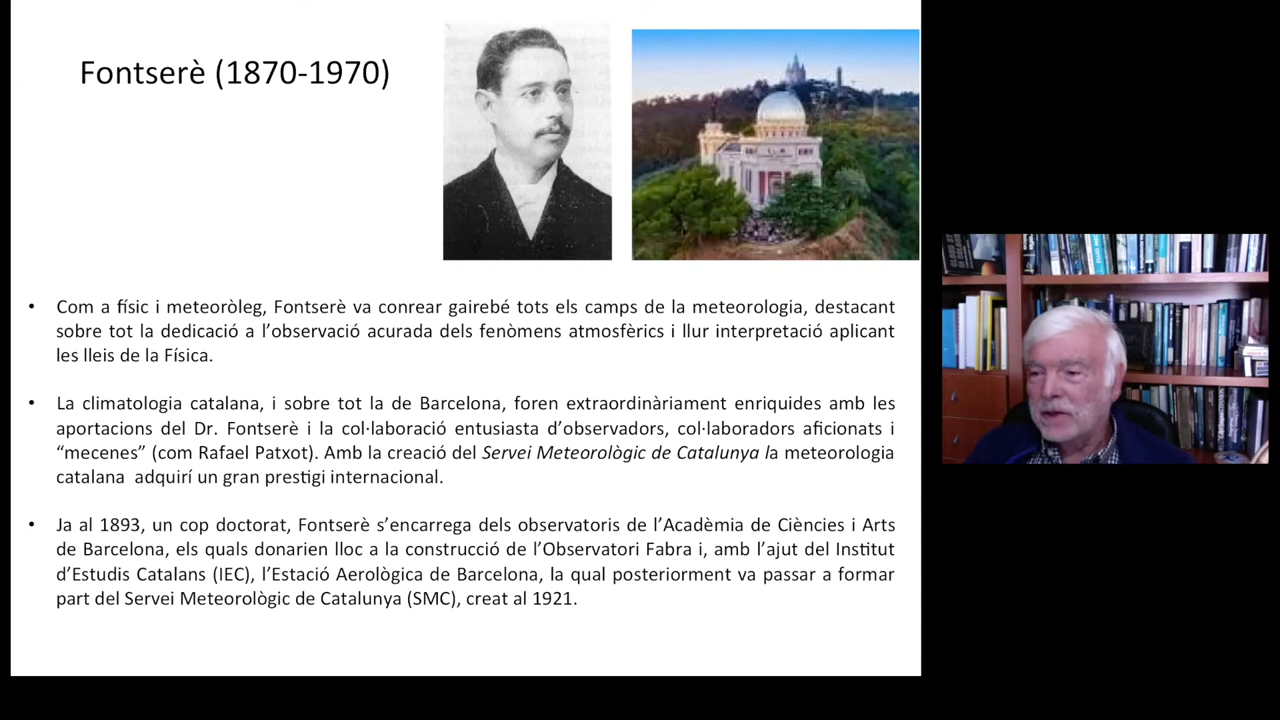 Fontserè (1870-1970)
• Com a físic i meteoròleg, Fontserè va conrear gairebé tots els camps de la meteorologia, destacant
sobre tot la dedicació a l’observació acurada dels fenòmens atmosfèrics i llur interpretació aplicant
les lleis de la Física.
• La climatologia catalana, i sobre tot la de Barcelona, foren extraordinàriament enriquides amb les
aportacions del Dr. Fontserè i la col·laboració entusiasta d’observadors, col·laboradors aficionats i
“mecenes” (com Rafael Patxot). Amb la creació del Servei Meteorològic de Catalunya la meteorologia
catalana  adquirí un gran prestigi internacional.
• Ja al 1893, un cop doctorat, Fontserè s’encarrega dels observatoris de l’Acadèmia de Ciències i Arts
de Barcelona, els quals donarien lloc a la construcció de l’Observatori Fabra i, amb l’ajut del Institut
d’Estudis Catalans (IEC), l’Estació Aerològica de Barcelona, la qual posteriorment va passar a formar
part del Servei Meteorològic de Catalunya (SMC), creat al 1921.